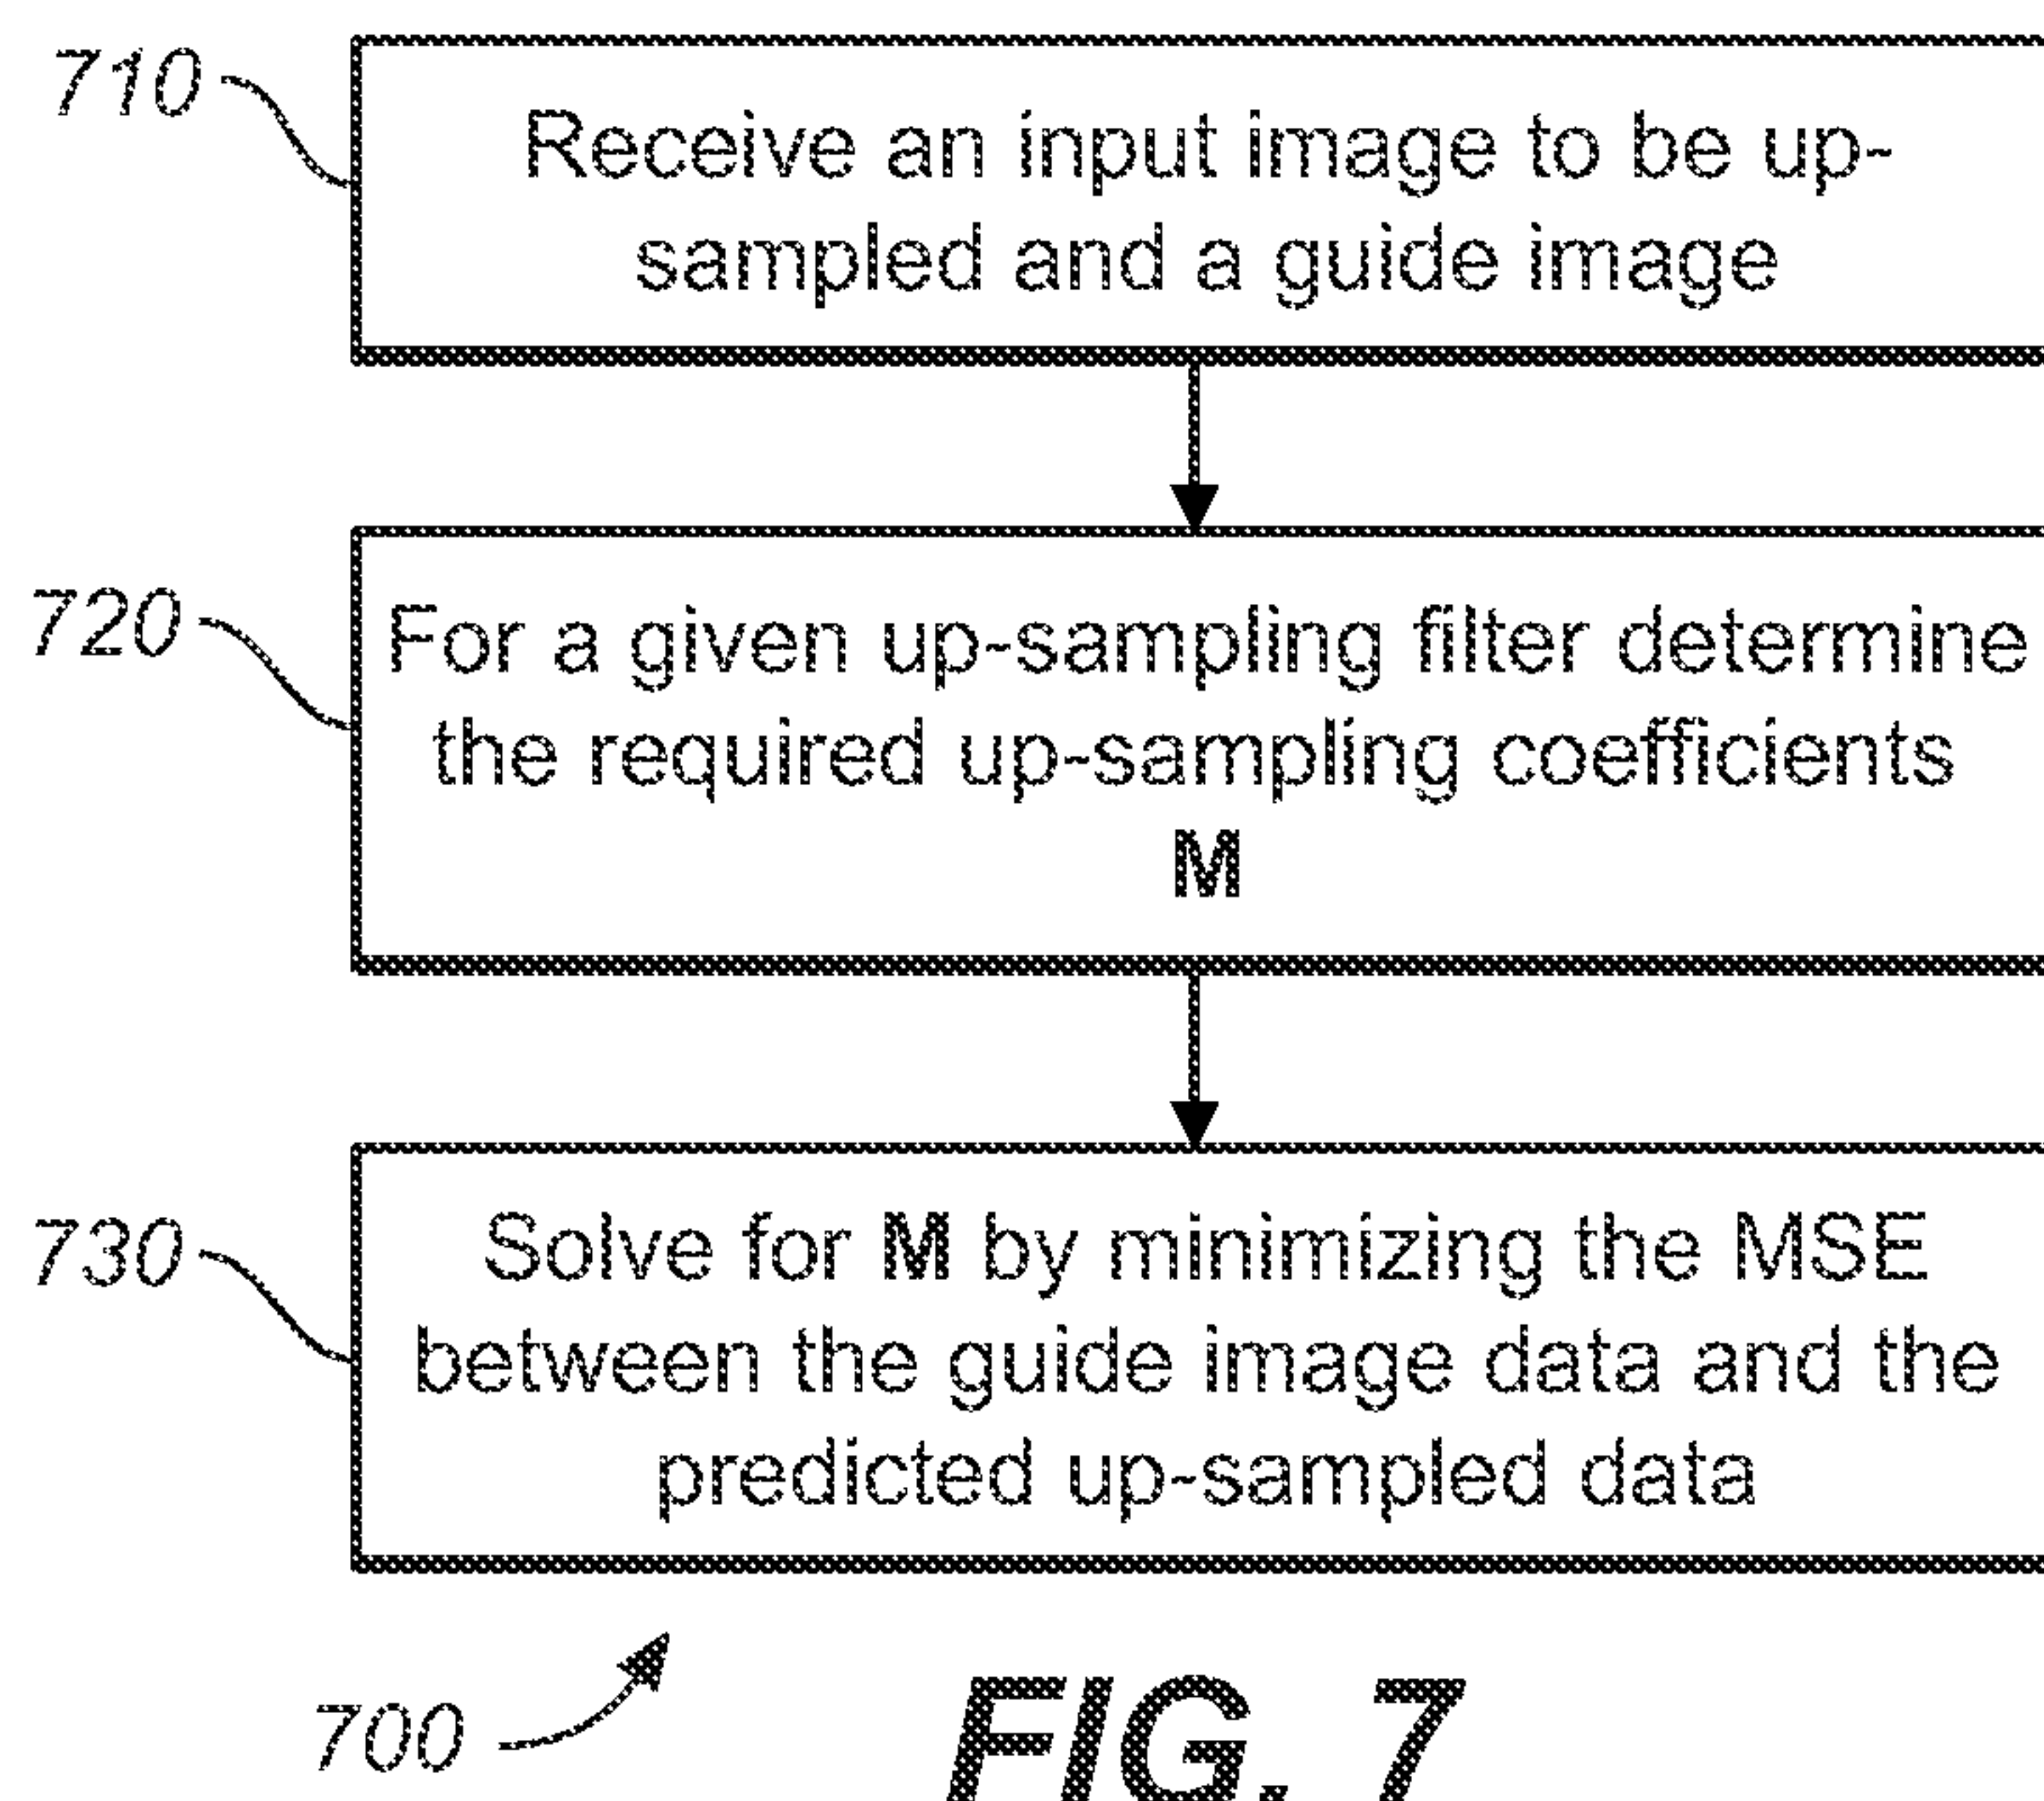 710
Receive an input image to be up-
sampled and a guide image
720
For a given up-sampling filter determine
the required up-sampling coefficients
M
730
Solve for M by minimizing the MSE
between the guide image data and the
predicted up-sampled data
700
FIG. 7